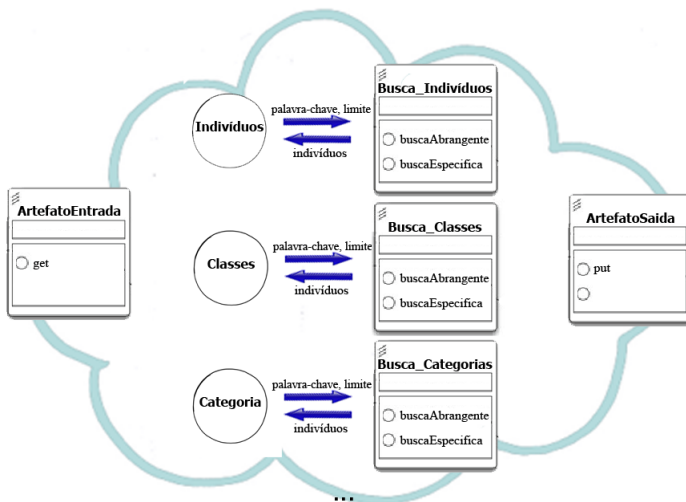 ArtefatoEntrada
get
Indivíduos
palavra-chave, limite
indivíduos
Busca_Indivíduos
buscaAbrangente
buscaEspecifica
Classes
palavra-chave, limite
indivíduos
Busca_Classes
buscaAbrangente
buscaEspecifica
Categoria
palavra-chave, limite
indivíduos
Busca_Categorias
buscaAbrangente
buscaEspecifica
ArtefatoSaida
put
...